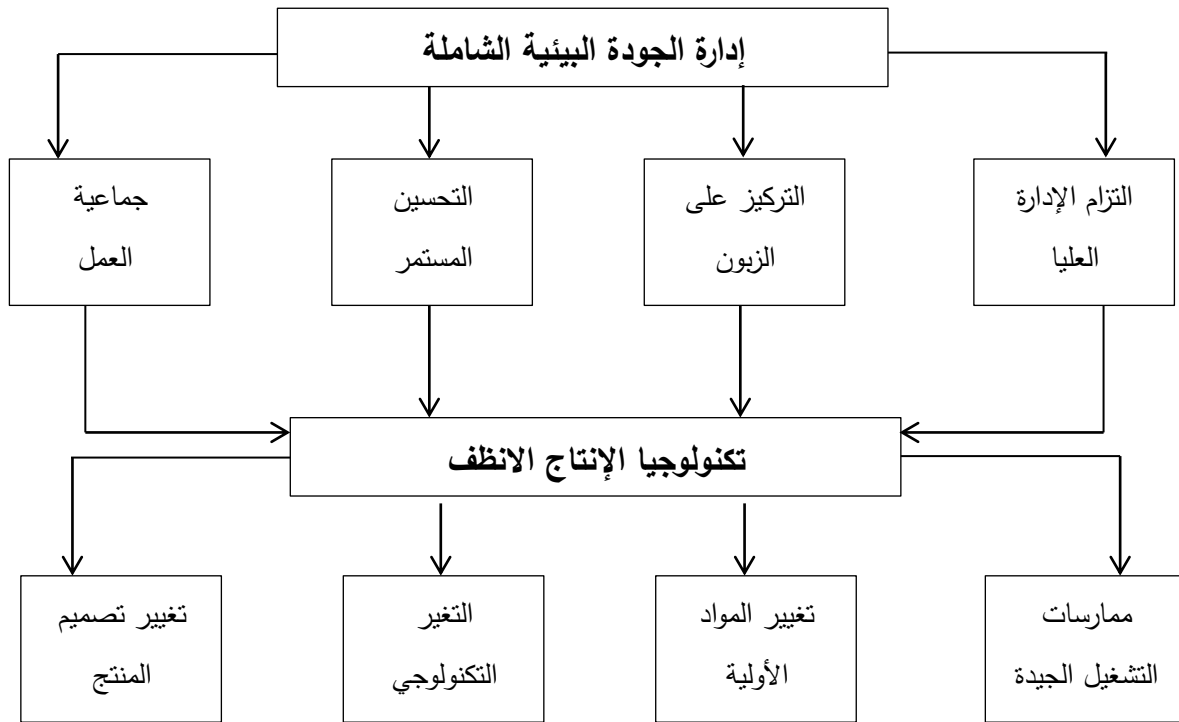 إدارة الجودة البيئية الشاملة
التزام الإدارة
العليا
التركيز على
الزبون
التحسين
المستمر
جماعية
العمل
تكنولوجيا الإنتاج الانظف
ممارسات
التشغيل الجيدة
تغيير المواد
الأولية
التغير
التكنولوجي
تغيير تصميم
المنتج